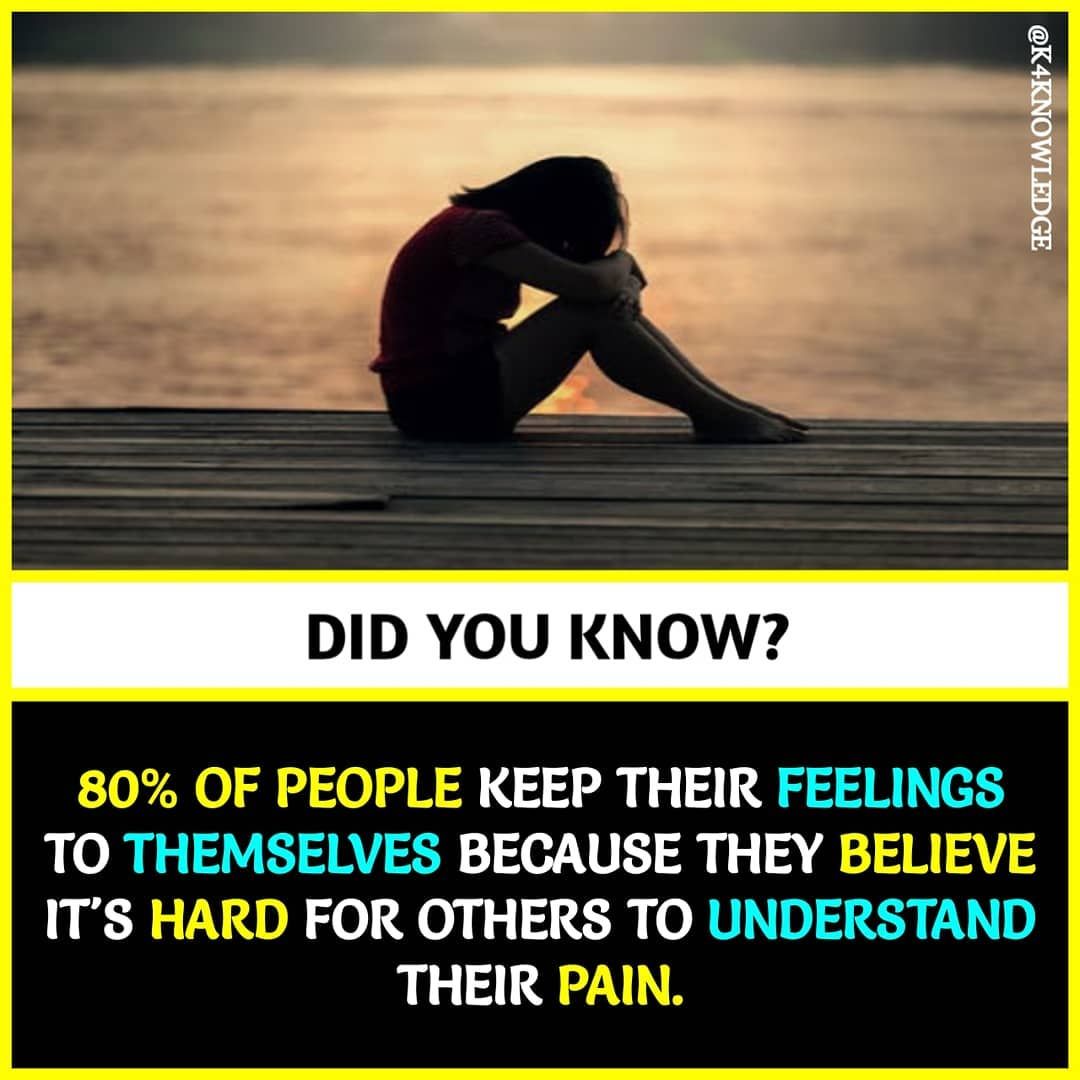 @K4KNOWLEDGE
DID YOU KNOW?
80% OF PEOPLE KEEP THEIR FEELINGS
TO THEMSELVES BECAUSE THEY BELIEVE
IT'S HARD FOR OTHERS TO UNDERSTAND
THEIR PAIN.